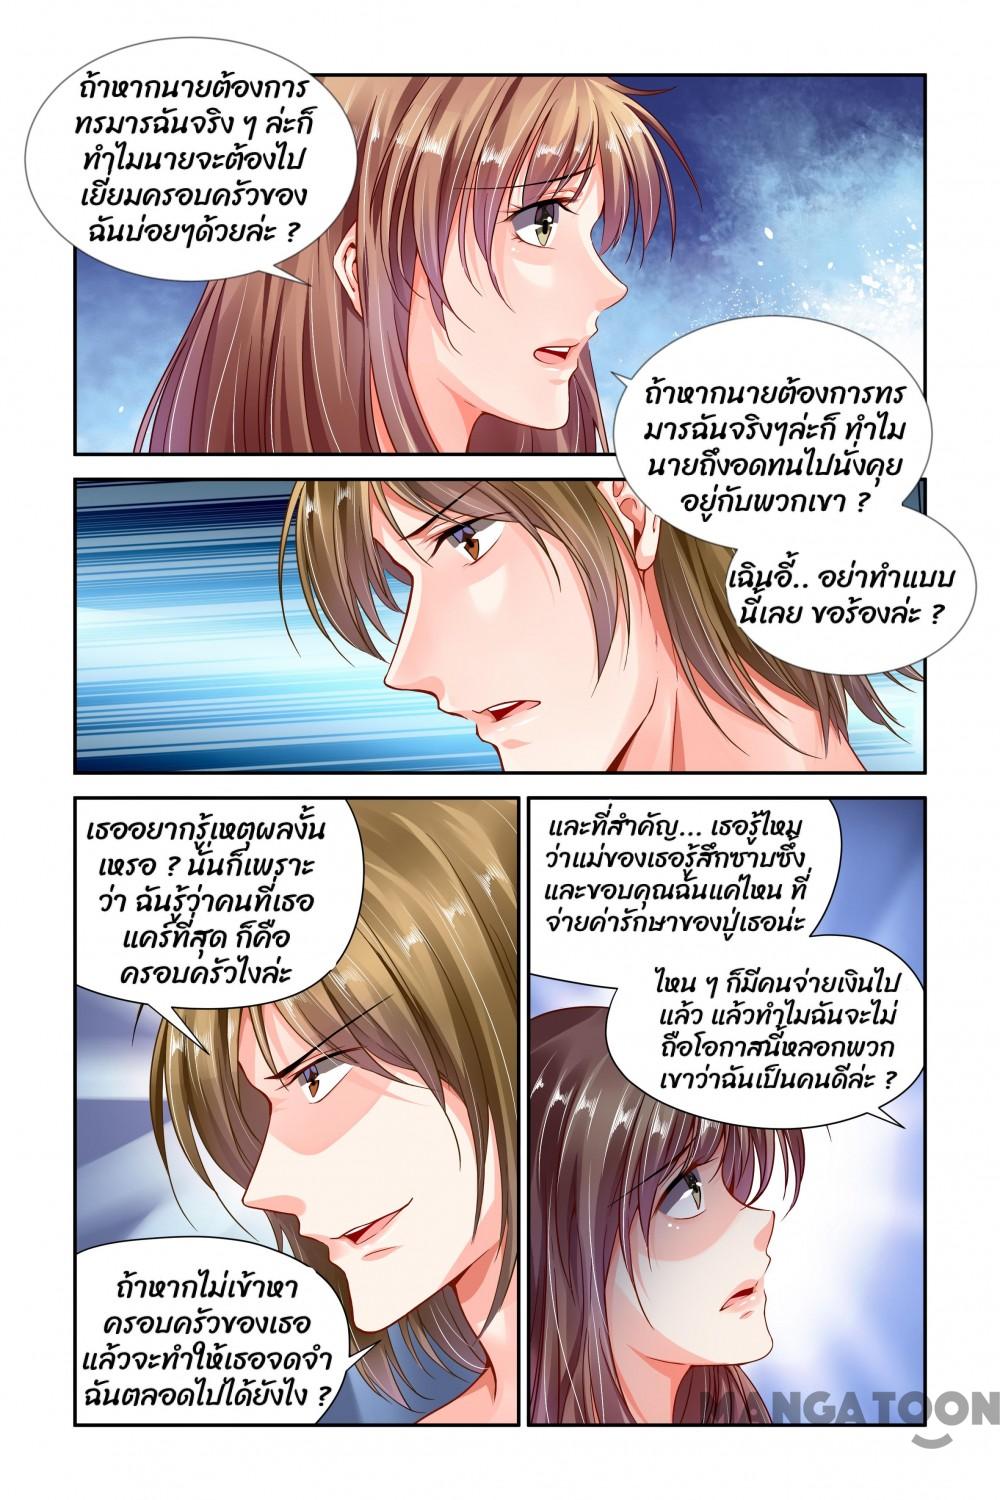 ถ้าหากนายต้องการ
ทรมารฉันจริง ๆ ล่ะก็
ทำไมนายจะต้องไป
เยี่ยมครอบครัวของ
ฉันบ่อยๆด้วยล่ะ ?
ถ้าหากนายต้องการทร
มารฉันจริงๆล่ะก็ ทำไม
นายถึงอดทนไปนั่งคุย
อยู่กับพวกเขา ?
เฉินอี้.. อย่าทำแบบ
นี้เลย ขอร้องล่ะ ?
เธออยากรู้เหตุผลงั้น
เหรอ ? นั่นก็เพราะ
ว่า ฉันรู้ว่าคนที่เธอ
แคร์ที่สุด ก็คือ
ครอบครัวไงล่ะ
และที่สำคัญ... เธอรู้ไหม
ว่าแม่ของเธอรู้สึกซาบซึ้ง
และขอบคุณฉันแค่ไหน ที่
จ่ายค่ารักษาของปู่เธอน่ะ
ไหน ๆ ก็มีคนจ่ายเงินไป
แล้ว แล้วทำไมฉันจะไม่
ถือโอกาสนี้หลอกพวก
เขาว่าฉันเป็นคนดีล่ะ ?
ถ้าหากไม่เข้าหา
ครอบครัวของเธอ
แล้วจะทำให้เธอจดจำ
ฉันตลอดไปได้ยังไง ?
MANGATOON